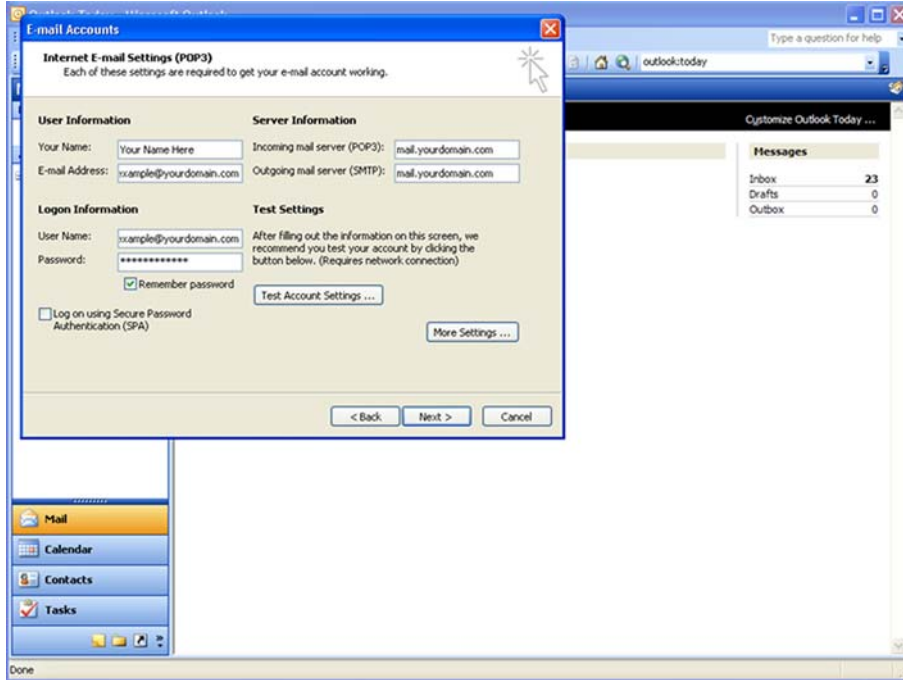 Outlook Today - Microsoft Outlook
E-mail Accounts
Type a question for help
Internet E-mail Settings (POP3)
Each of these settings are required to get your e-mail account working.
outlook:today
Customize Outlook Today ...
User Information
Server Information
Your Name:
Your Name Here
Incoming mail server (POP3):
mail.yourdomain.com
Messages
E-mail Address:
example@yourdomain.com
Outgoing mail server (SMTP):
mail.yourdomain.com
Inbox 23
Drafts 0
Outbox 0
Logon Information
Test Settings
User Name:
example@yourdomain.com
After filling out the information on this screen, we
recommend you test your account by clicking the
button below. (Requires network connection)
Password:
************
Remember password
Test Account Settings ...
Log on using Secure Password
Authentication (SPA)
More Settings ...
< Back
Next >
Cancel
Mail
Calendar
Contacts
Tasks
Done